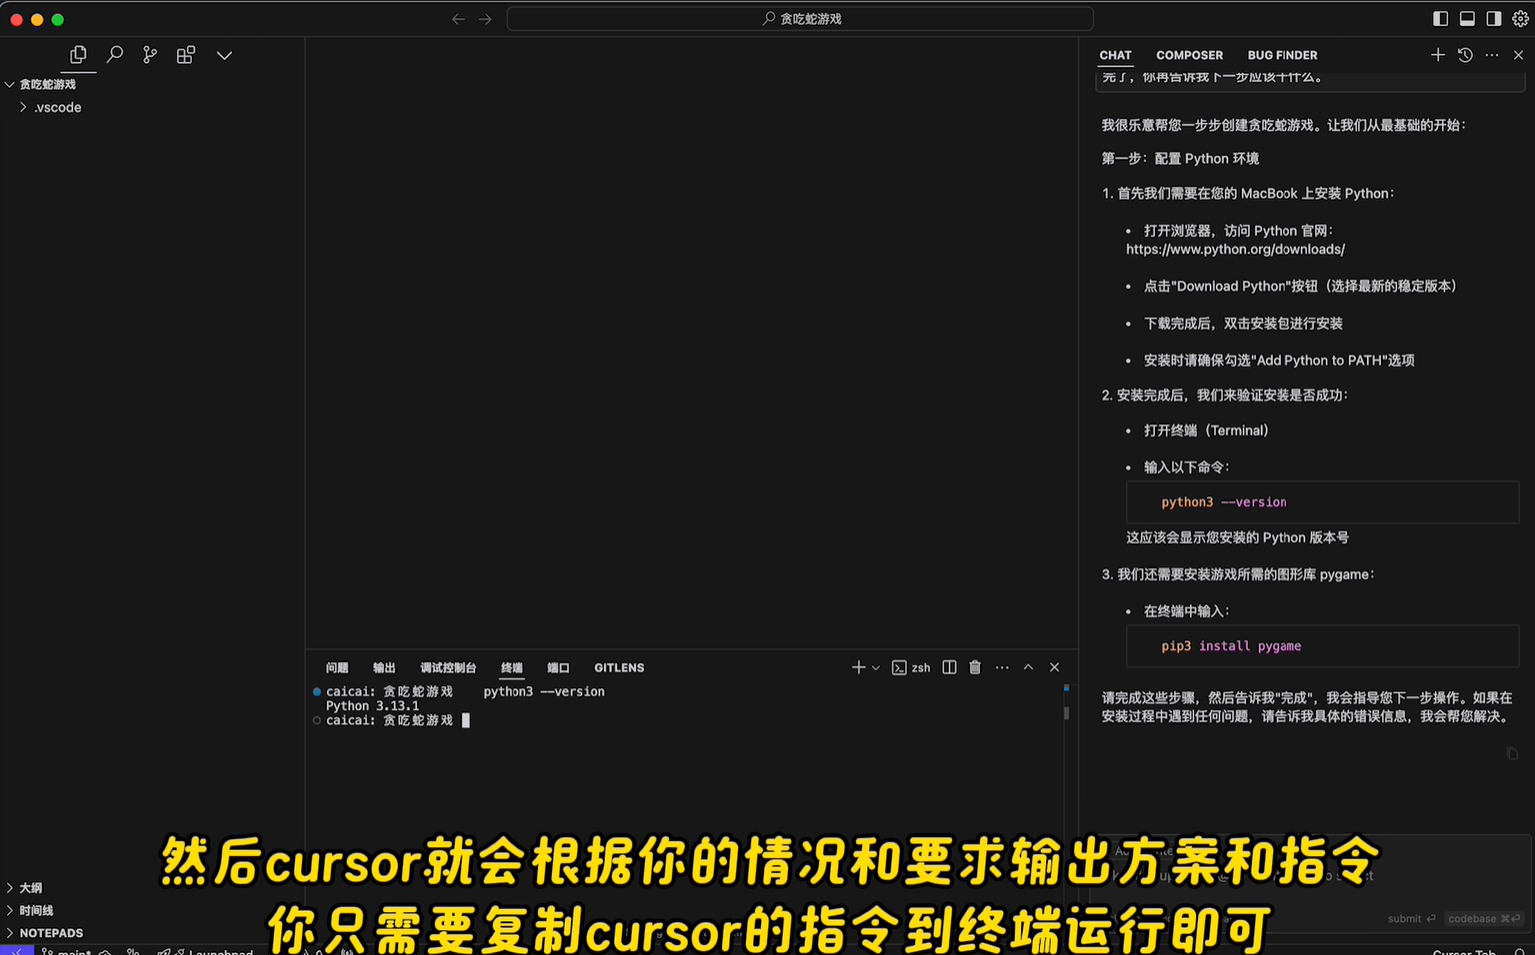 贪吃蛇游戏
CHAT COMPOSER BUG FINDER
贪吃蛇游戏
.vscode
完了，你再告诉我下一步应该干什么。
我很乐意帮您一步步创建贪吃蛇游戏。让我们从最基础的开始：
第一步：配置 Python 环境
1. 首先我们需要在您的 MacBook 上安装 Python：
• 打开浏览器，访问 Python 官网：
https://www.python.org/downloads/
• 点击"Download Python"按钮（选择最新的稳定版本）
• 下载完成后，双击安装包进行安装
• 安装时请确保勾选"Add Python to PATH"选项
2. 安装完成后，我们来验证安装是否成功：
• 打开终端（Terminal）
• 输入以下命令：
python3 --version
这应该会显示您安装的 Python 版本号
3. 我们还需要安装游戏所需的图形库 pygame：
• 在终端中输入：
pip3 install pygame
请完成这些步骤，然后告诉我"完成"，我会指导您下一步操作。如果在
安装过程中遇到任何问题，请告诉我具体的错误信息，我会帮您解决。
问题 输出 调试控制台 终端 端口 GITLENS
zsh
caicai: 贪吃蛇游戏 python3 --version
Python 3.13.1
caicai: 贪吃蛇游戏
然后cursor就会根据你的情况和要求输出方案和指令
你只需要复制cursor的指令到终端运行即可
大纲
时间线
NOTEPADS
submit codebase
main* Launchpad
Cursor Tab